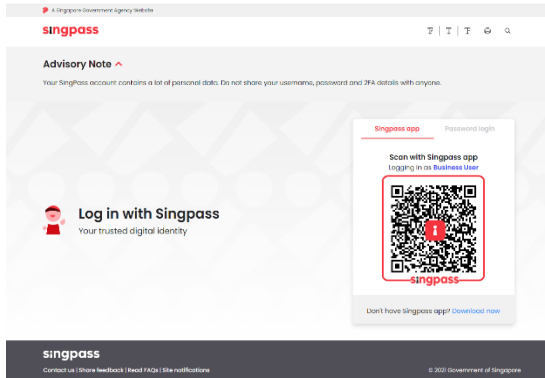 A Singapore Government Agency Website
singpass
T | T | T
Advisory Note
Your SingPass account contains a lot of personal data. Do not share your username, password and 2FA details with anyone.
Singpass app
Password login
Scan with Singpass app
Logging in as Business User
singpass
Log in with Singpass
Your trusted digital identity
Don't have Singpass app? Download now
singpass
Contact us | Share feedback | Read FAQs | Site notifications
© 2021 Government of Singapore